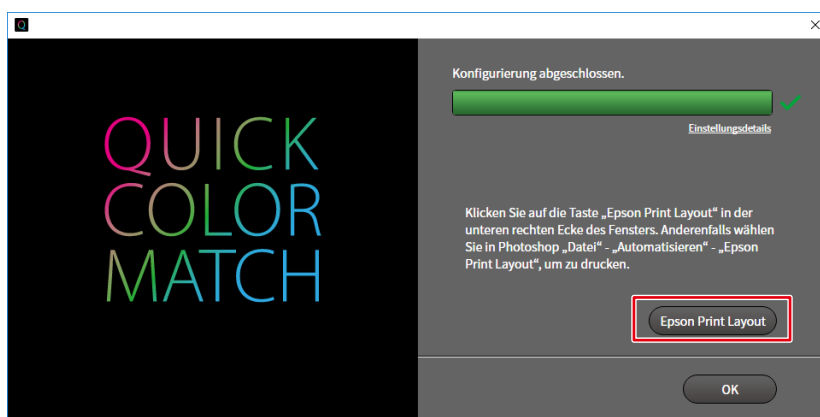 Q
QUICK
COLOR
MATCH
Konfigurierung abgeschlossen.
Einstellungsdetails
Klicken Sie auf die Taste „Epson Print Layout“ in der
unteren rechten Ecke des Fensters. Anderenfalls wählen
Sie in Photoshop „Datei“ - „Automatisieren“ - „Epson
Print Layout“, um zu drucken.
Epson Print Layout
OK